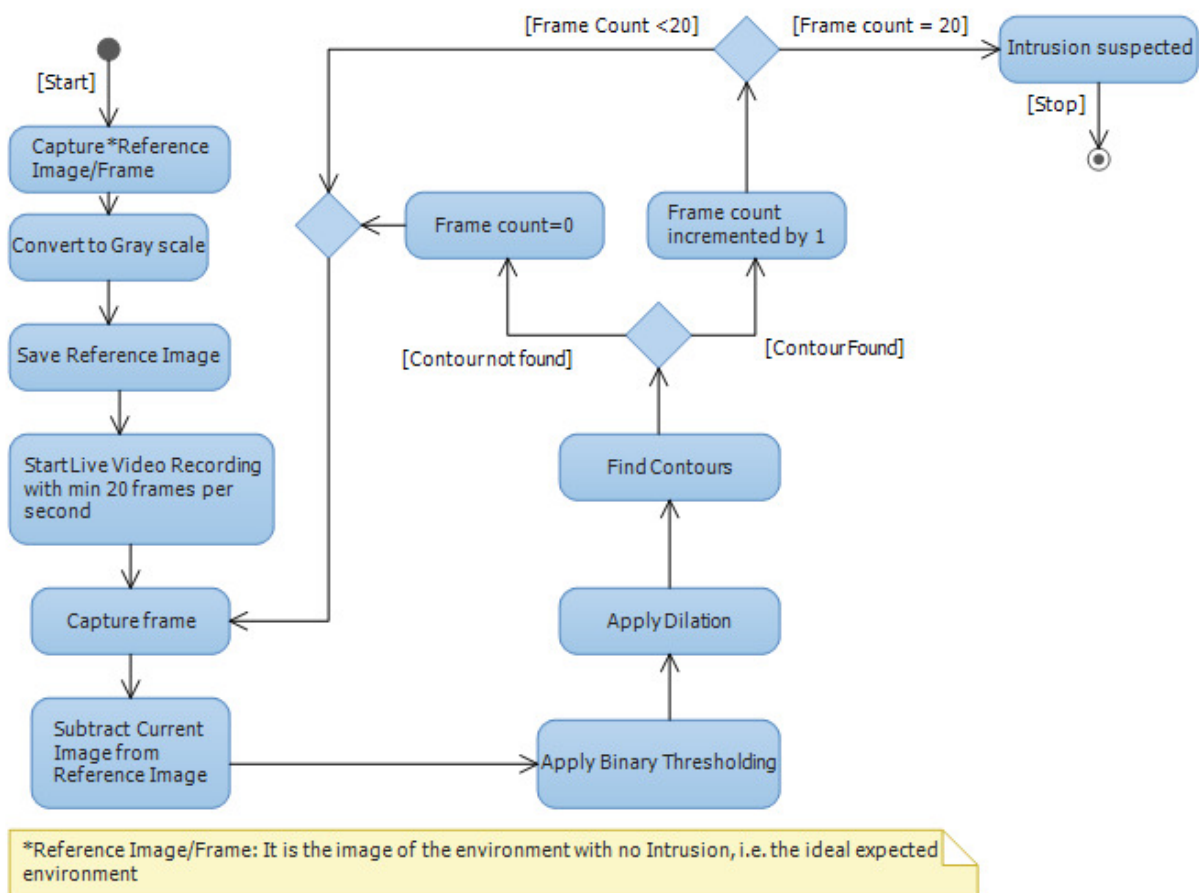 [Frame Count <20]
[Frame count = 20]
Intrusion suspected
[Start]
[Stop]
Capture *Reference
Image/Frame
Convert to Gray scale
Frame count=0
Frame count
incremented by 1
Save Reference Image
[Contour not found]
[Contour Found]
Start Live Video Recording
with min 20 frames per
second
Find Contours
Capture frame
Apply Dilation
Subtract Current
Image from
Reference Image
Apply Binary Thresholding
*Reference Image/Frame: It is the image of the environment with no Intrusion, i.e. the ideal expected
environment